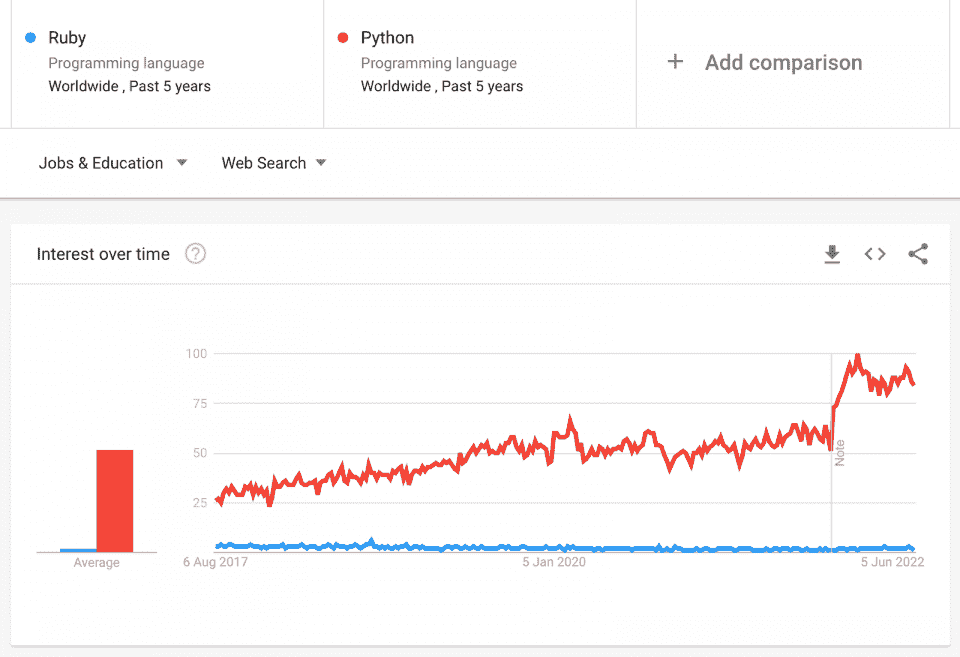 Ruby
Programming language
Worldwide , Past 5 years
Python
Programming language
Worldwide , Past 5 years
+ Add comparison
Jobs & Education
Web Search
Interest over time ?
100
75
50
25
Note
Average
6 Aug 2017
5 Jan 2020
5 Jun 2022